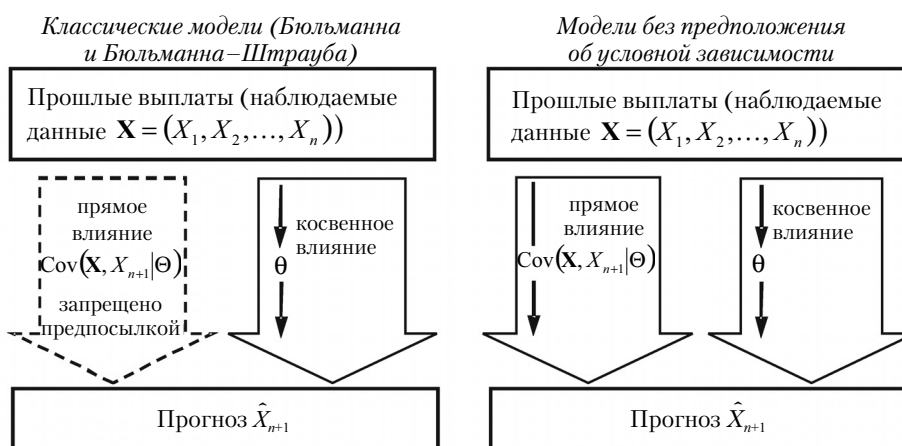 Классические модели (Бюльманна
и Бюльманна–Штрауба)
Прошлые выплаты (наблюдаемые
данные X = (X₁, X₂,..., Xₙ))
прямое
влияние
Cov(X, Xₙ₊₁|Θ)
запрещено
предпосылкой
косвенное
влияние
θ
Прогноз X̂ₙ₊₁
Модели без предположения
об условной зависимости
Прошлые выплаты (наблюдаемые
данные X = (X₁, X₂,..., Xₙ))
прямое
влияние
Cov(X, Xₙ₊₁|Θ)
косвенное
влияние
θ
Прогноз X̂ₙ₊₁